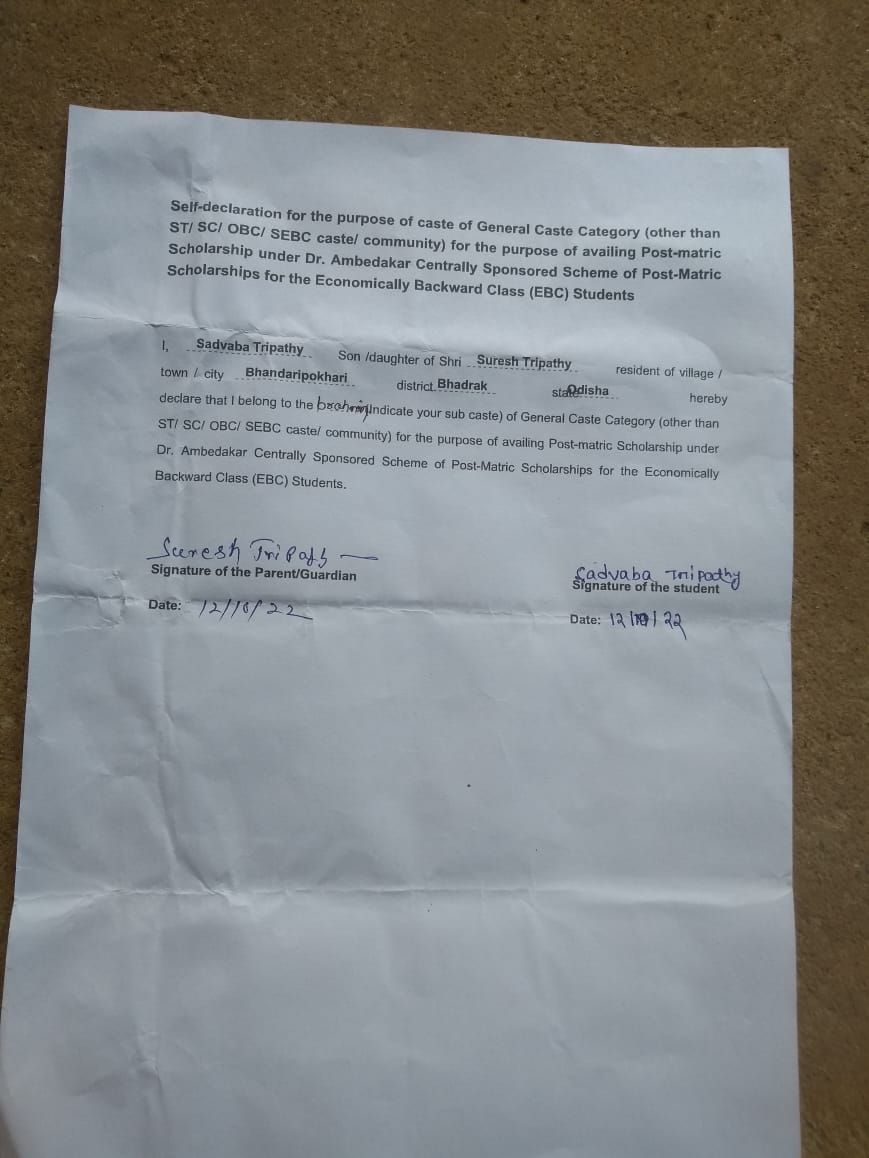 Self-declaration for the purpose of caste of General Caste Category (other than
ST/ SC/ OBC/ SEBC caste/ community) for the purpose of availing Post-matric
Scholarship under Dr. Ambedakar Centrally Sponsored Scheme of Post-Matric
Scholarships for the Economically Backward Class (EBC) Students
I, Sadvaba Tripathy Son /daughter of Shri Suresh Tripathy resident of village /
town / city Bhandaripokhari district Bhadrak state Odisha hereby
declare that I belong to the (Indicate your sub caste) of General Caste Category (other than
ST/ SC/ OBC/ SEBC caste/ community) for the purpose of availing Post-matric Scholarship under
Dr. Ambedakar Centrally Sponsored Scheme of Post-Matric Scholarships for the Economically
Backward Class (EBC) Students.
Suresh Tripathy
Signature of the Parent/Guardian
Date: 12/10/22
Sadvaba Tripathy
Signature of the student
Date: 12/10/22